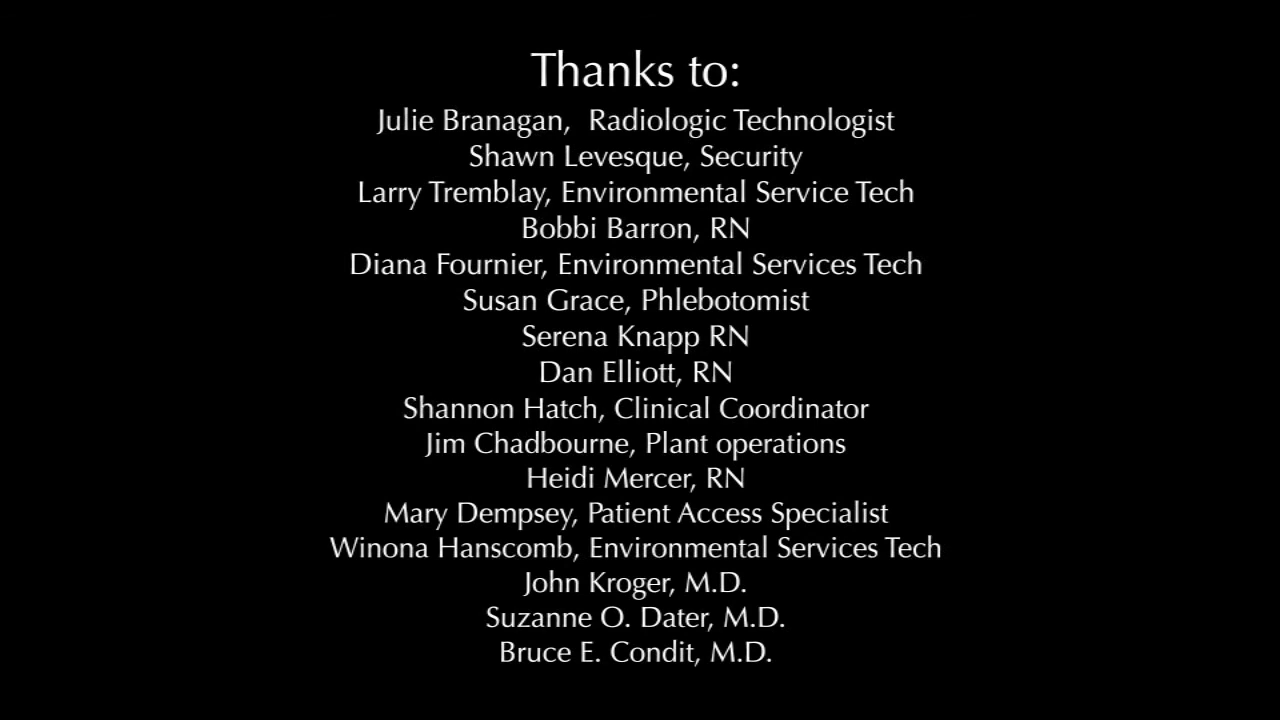 Thanks to:
Julie Branagan,  Radiologic Technologist
Shawn Levesque, Security
Larry Tremblay, Environmental Service Tech
Bobbi Barron, RN
Diana Fournier, Environmental Services Tech
Susan Grace, Phlebotomist
Serena Knapp RN
Dan Elliott, RN
Shannon Hatch, Clinical Coordinator
Jim Chadbourne, Plant operations
Heidi Mercer, RN
Mary Dempsey, Patient Access Specialist
Winona Hanscomb, Environmental Services Tech
John Kroger, M.D.
Suzanne O. Dater, M.D.
Bruce E. Condit, M.D.